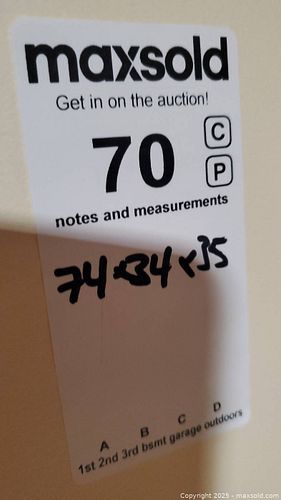 maxsold
Get in on the auction!
70
C
P
notes and measurements
74x34x35
A B C D
1st 2nd 3rd bsmt garage outdoors
Copyright © 2025 - maxsold.com